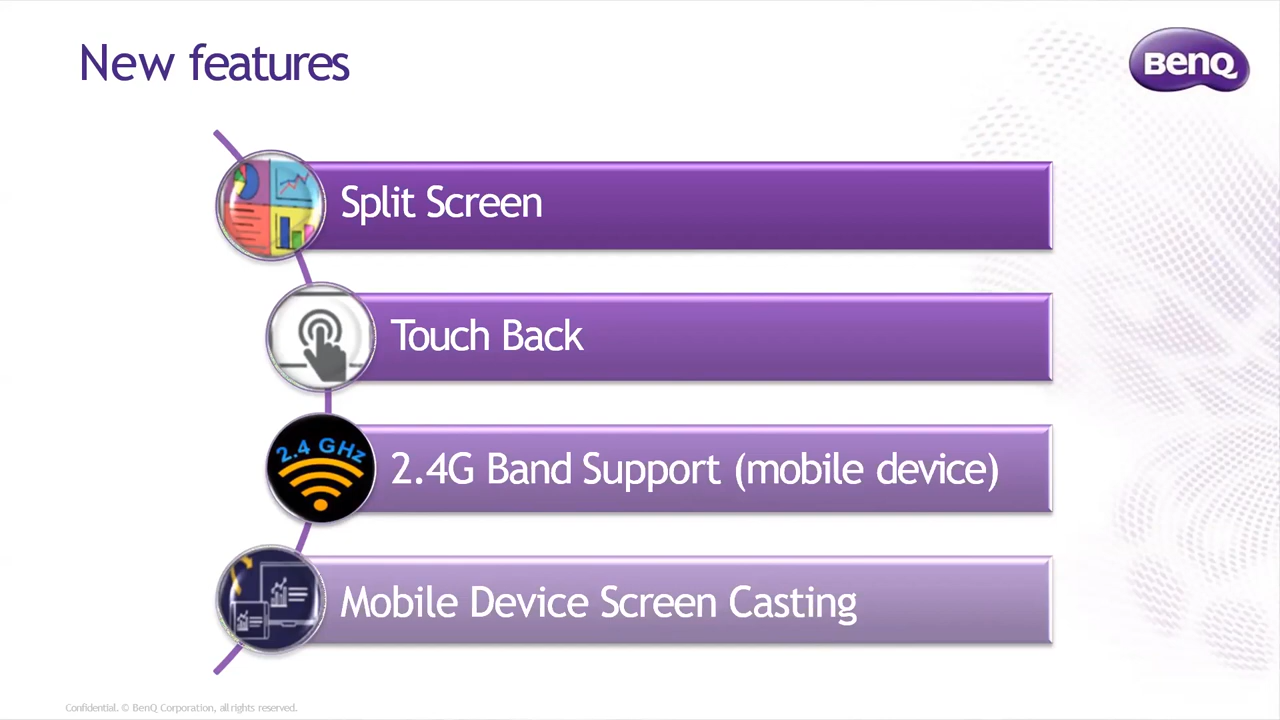 New features
BenQ
Split Screen
Touch Back
2.4 GHz
2.4G Band Support (mobile device)
Mobile Device Screen Casting
Confidential. © BenQ Corporation, all rights reserved.